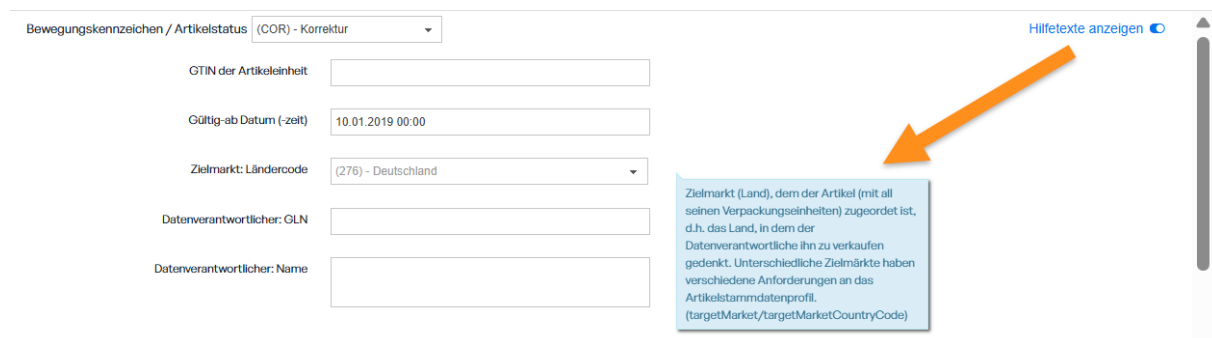 Bewegungskennzeichen / Artikelstatus (COR) - Korrektur Hilfetexte anzeigen
GTIN der Artikeleinheit
Gültig-ab Datum (-zeit) 10.01.2019 00:00
Zielmarkt: Ländercode (276) - Deutschland
Zielmarkt (Land), dem der Artikel (mit all
seinen Verpackungseinheiten) zugeordet ist,
d.h. das Land, in dem der
Datenverantwortliche ihn zu verkaufen
gedenkt. Unterschiedliche Zielmärkte haben
verschiedene Anforderungen an das
Artikelstammdatenprofil.
(targetMarket/targetMarketCountryCode)
Datenverantwortlicher: GLN
Datenverantwortlicher: Name